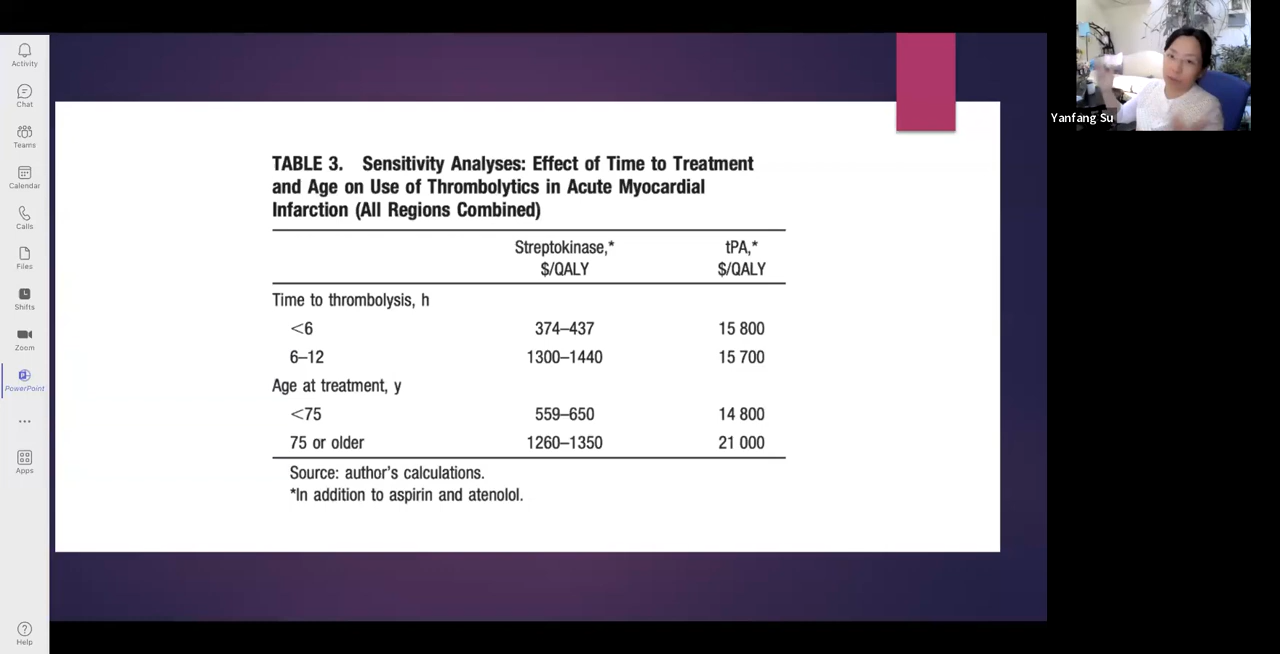 Activity
Chat
Teams
Calendar
Calls
Files
Shifts
Zoom
PowerPoint
Apps
Help
TABLE 3. Sensitivity Analyses: Effect of Time to Treatment
and Age on Use of Thrombolytics in Acute Myocardial
Infarction (All Regions Combined)
Streptokinase,* tPA,*
$/QALY $/QALY
Time to thrombolysis, h
<6 374–437 15 800
6–12 1300–1440 15 700
Age at treatment, y
<75 559–650 14 800
75 or older 1260–1350 21 000
Source: author's calculations.
*In addition to aspirin and atenolol.
Yanfang Su